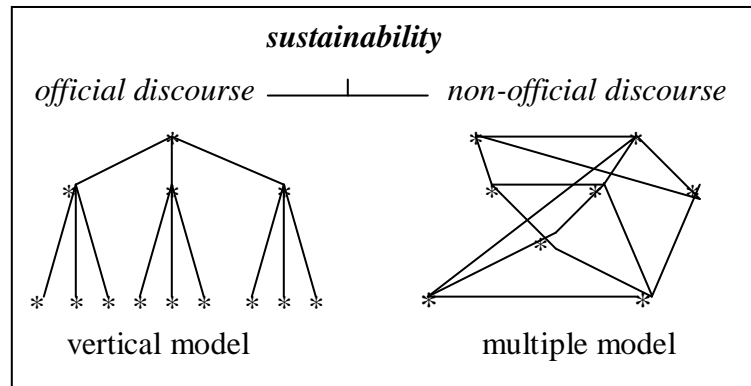 sustainability
official discourse non-official discourse
* * *
* * * * * *
*
* * * * * * * * * * *
vertical model multiple model